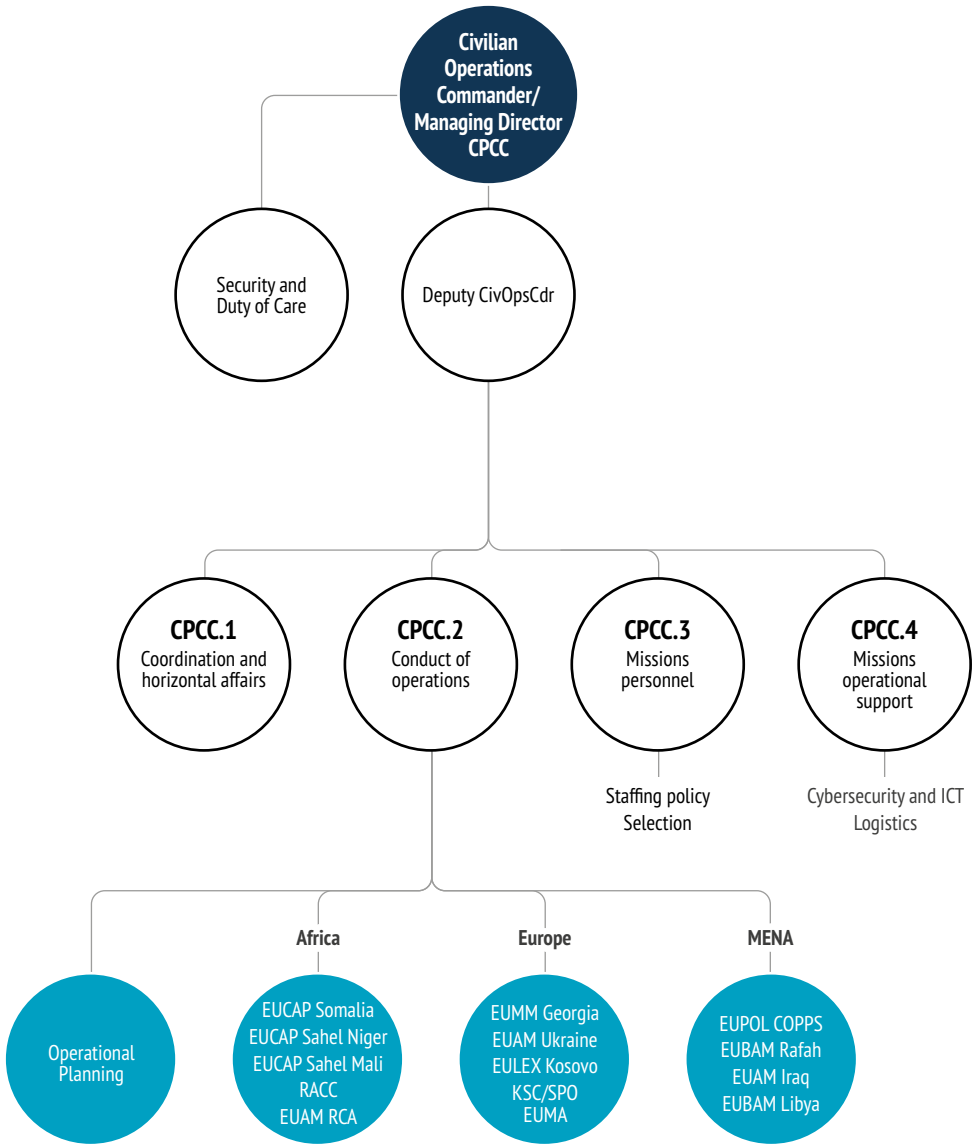 Civilian
Operations
Commander/
Managing Director
CPCC
Security and
Duty of Care
Deputy CivOpsCdr
CPCC.1
Coordination and
horizontal affairs
CPCC.2
Conduct of
operations
CPCC.3
Missions
personnel
CPCC.4
Missions
operational
support
Staffing policy
Selection
Cybersecurity and ICT
Logistics
Africa
Europe
MENA
Operational
Planning
EUCAP Somalia
EUCAP Sahel Niger
EUCAP Sahel Mali
RACC
EUAM RCA
EUMM Georgia
EUAM Ukraine
EULEX Kosovo
KSC/SPO
EUMA
EUPOL COPPS
EUBAM Rafah
EUAM Iraq
EUBAM Libya